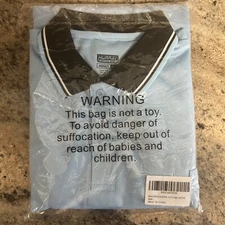 WARNING
This bag is not a toy.
To avoid danger of
suffocation, keep out of
reach of babies and
children.